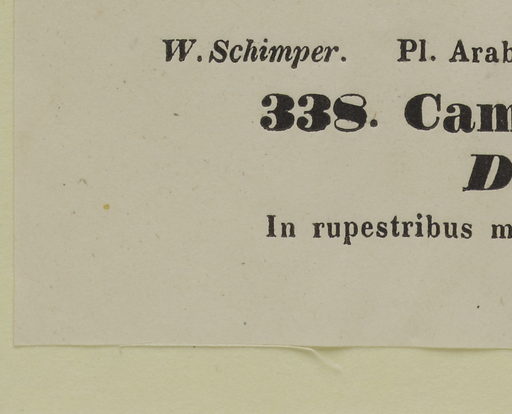 W. Schimper. Pl. Arab
338. Cam
D
In rupestribus m